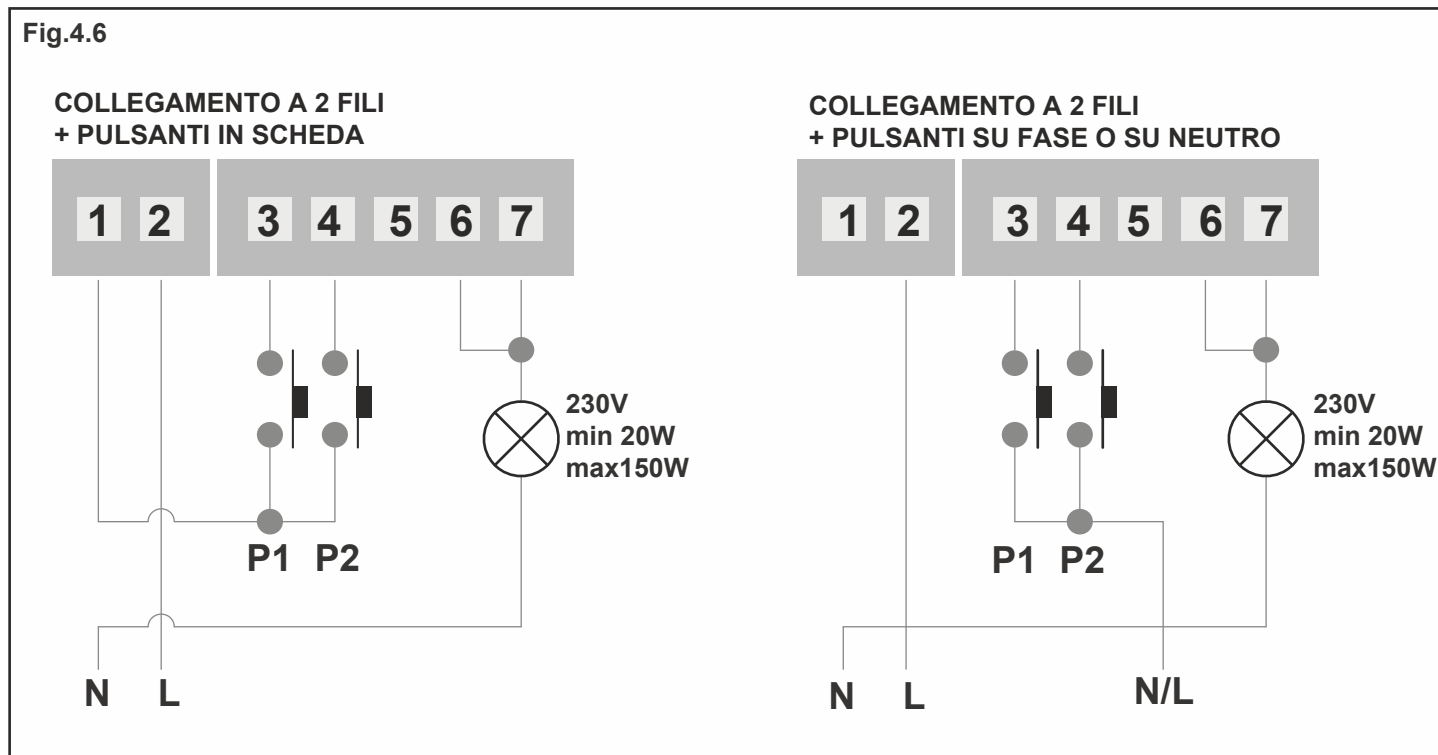 Fig.4.6
COLLEGAMENTO A 2 FILI
+ PULSANTI IN SCHEDA
1 2 3 4 5 6 7
230V
min 20W
max150W
P1 P2
N L
COLLEGAMENTO A 2 FILI
+ PULSANTI SU FASE O SU NEUTRO
1 2 3 4 5 6 7
230V
min 20W
max150W
P1 P2
N L N/L